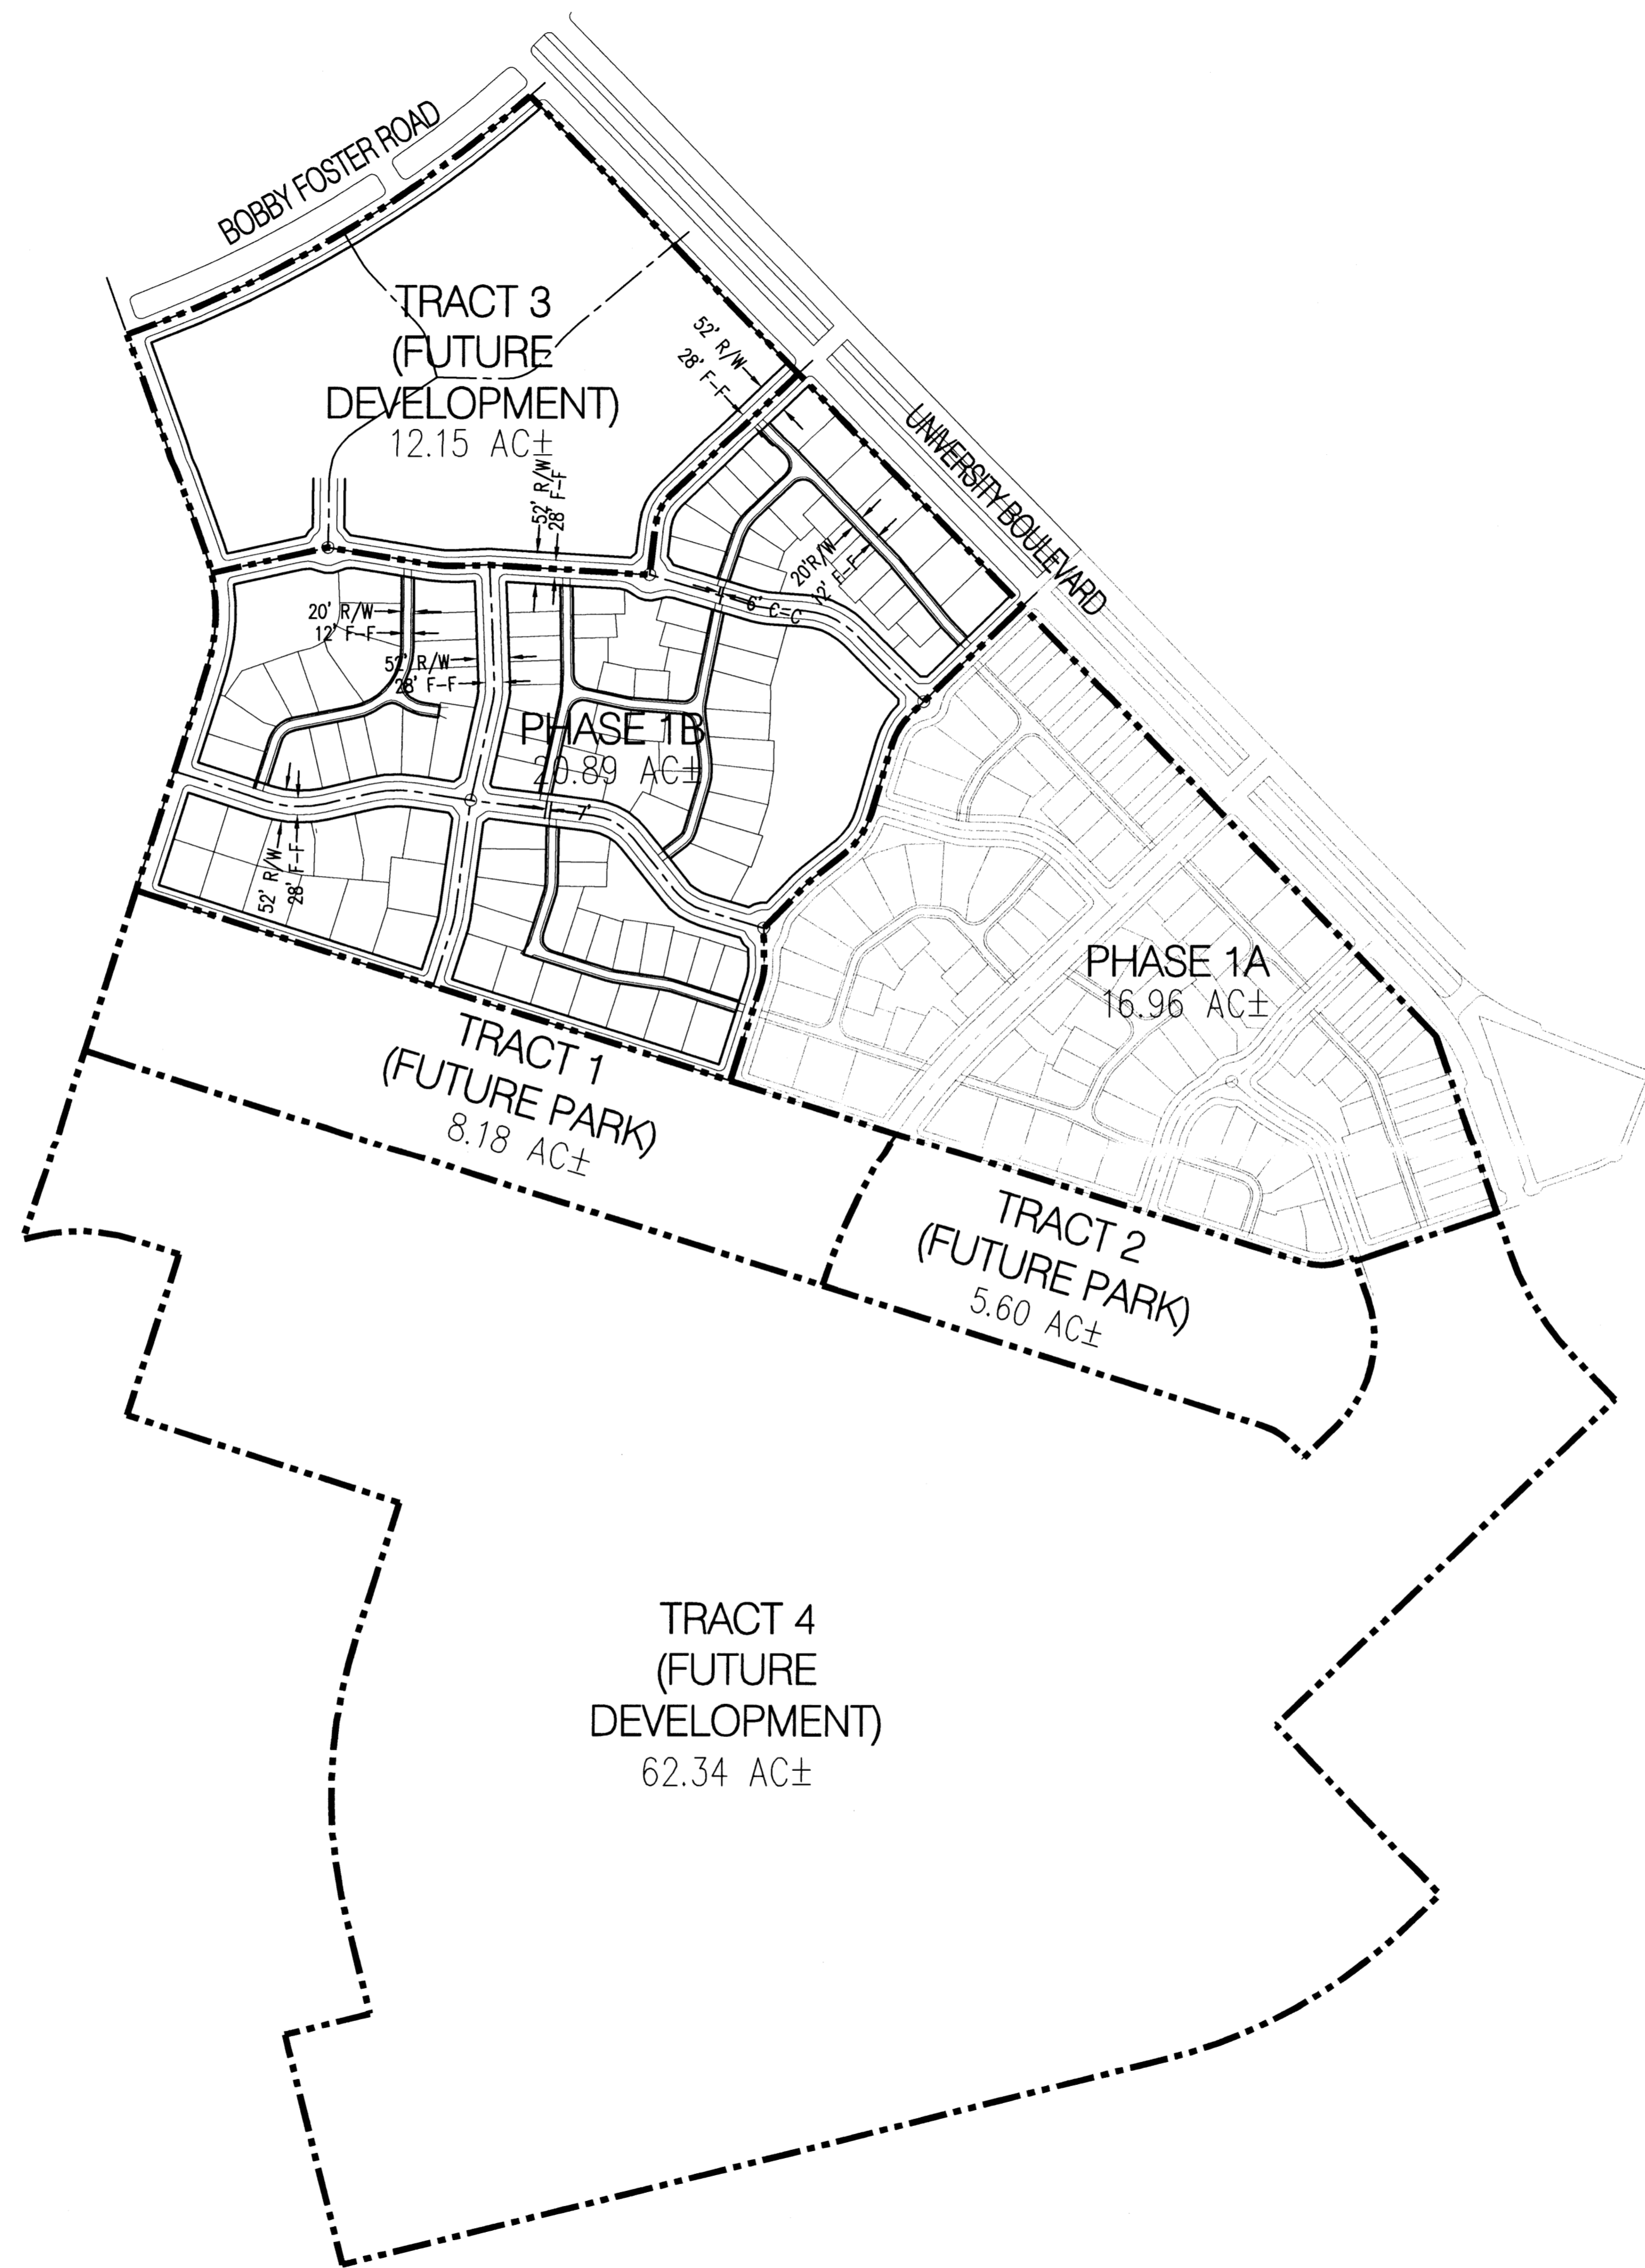 BOBBY FOSTER ROAD
TRACT 3
(FUTURE
DEVELOPMENT)
12.15 AC±
52' R/W
28' F-F
52' R/W
28' F-F
UNIVERSITY BOULEVARD
20' R/W
12' F-F
6' C=C
20' R/W
12' F-F
52' R/W
28' F-F
PHASE 1B
20.89 AC±
7'
52' R/W
28' F-F
PHASE 1A
16.96 AC±
TRACT 1
(FUTURE PARK)
8.18 AC±
TRACT 2
(FUTURE PARK)
5.60 AC±
TRACT 4
(FUTURE
DEVELOPMENT)
62.34 AC±